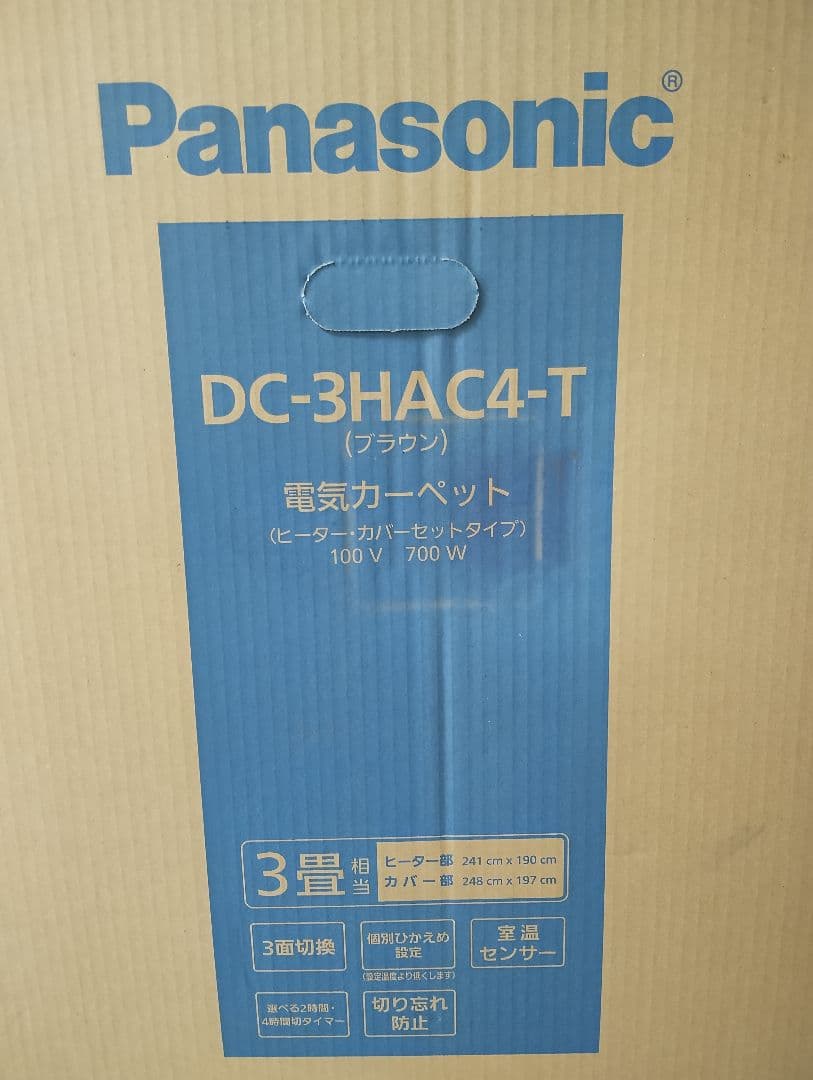 Panasonic®
DC-3HAC4-T
(ブラウン)
電気カーペット
(ヒーター・カバーセットタイプ)
100 V 700 W
3畳相当
ヒーター部 241 cm x 190 cm
カバー部 248 cm x 197 cm
3面切換
個別ひかえめ
設定
(設定温度より低くします)
室温
センサー
選べる2時間・
4時間切タイマー
切り忘れ
防止